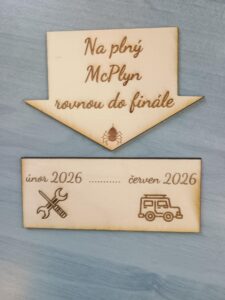 Na plný
McPlyn
rovnou do finále
únor 2026 ........... červen 2026